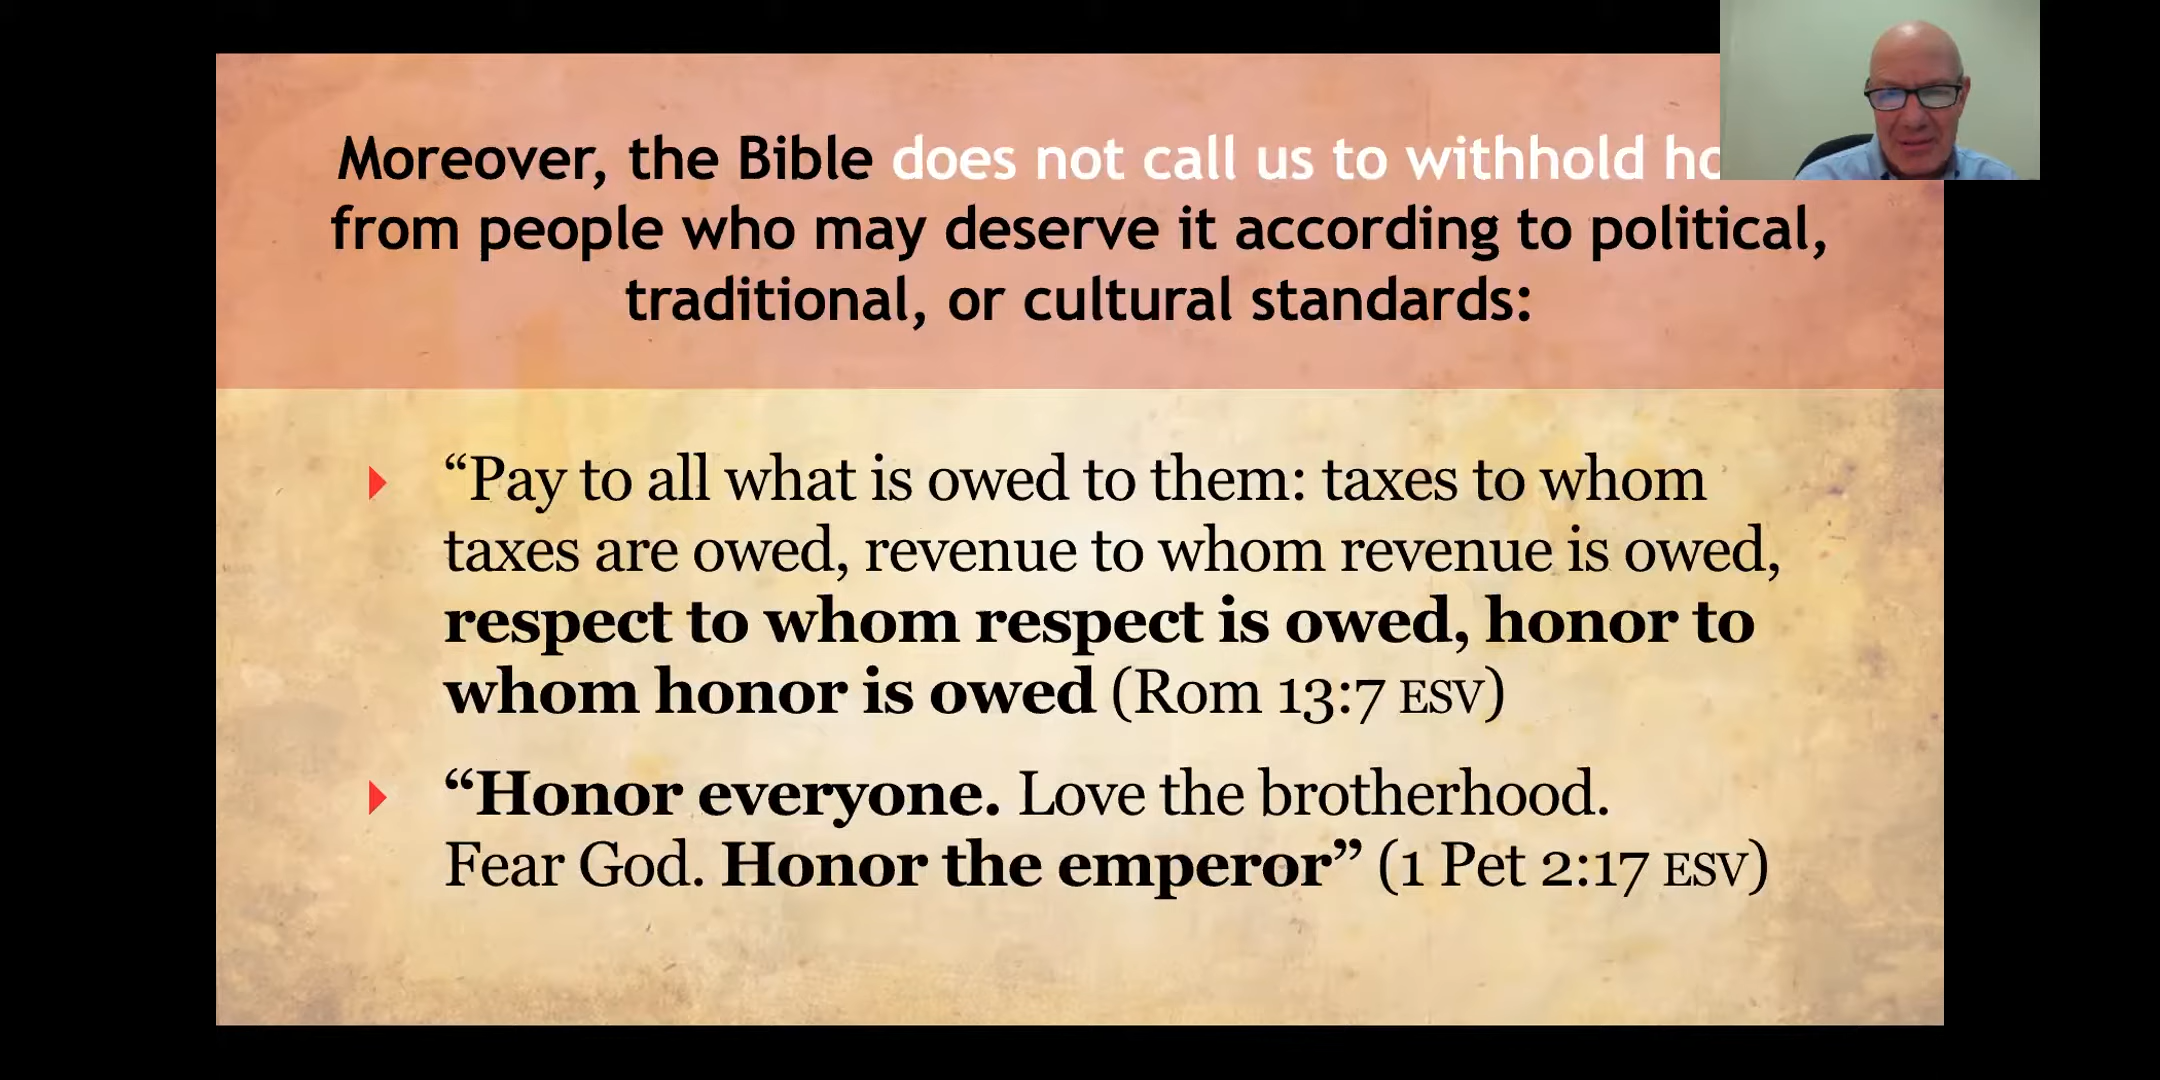 Moreover, the Bible does not call us to withhold
from people who may deserve it according to political,
traditional, or cultural standards:
“Pay to all what is owed to them: taxes to whom
taxes are owed, revenue to whom revenue is owed,
respect to whom respect is owed, honor to
whom honor is owed (Rom 13:7 ESV)
“Honor everyone. Love the brotherhood.
Fear God. Honor the emperor” (1 Pet 2:17 ESV)